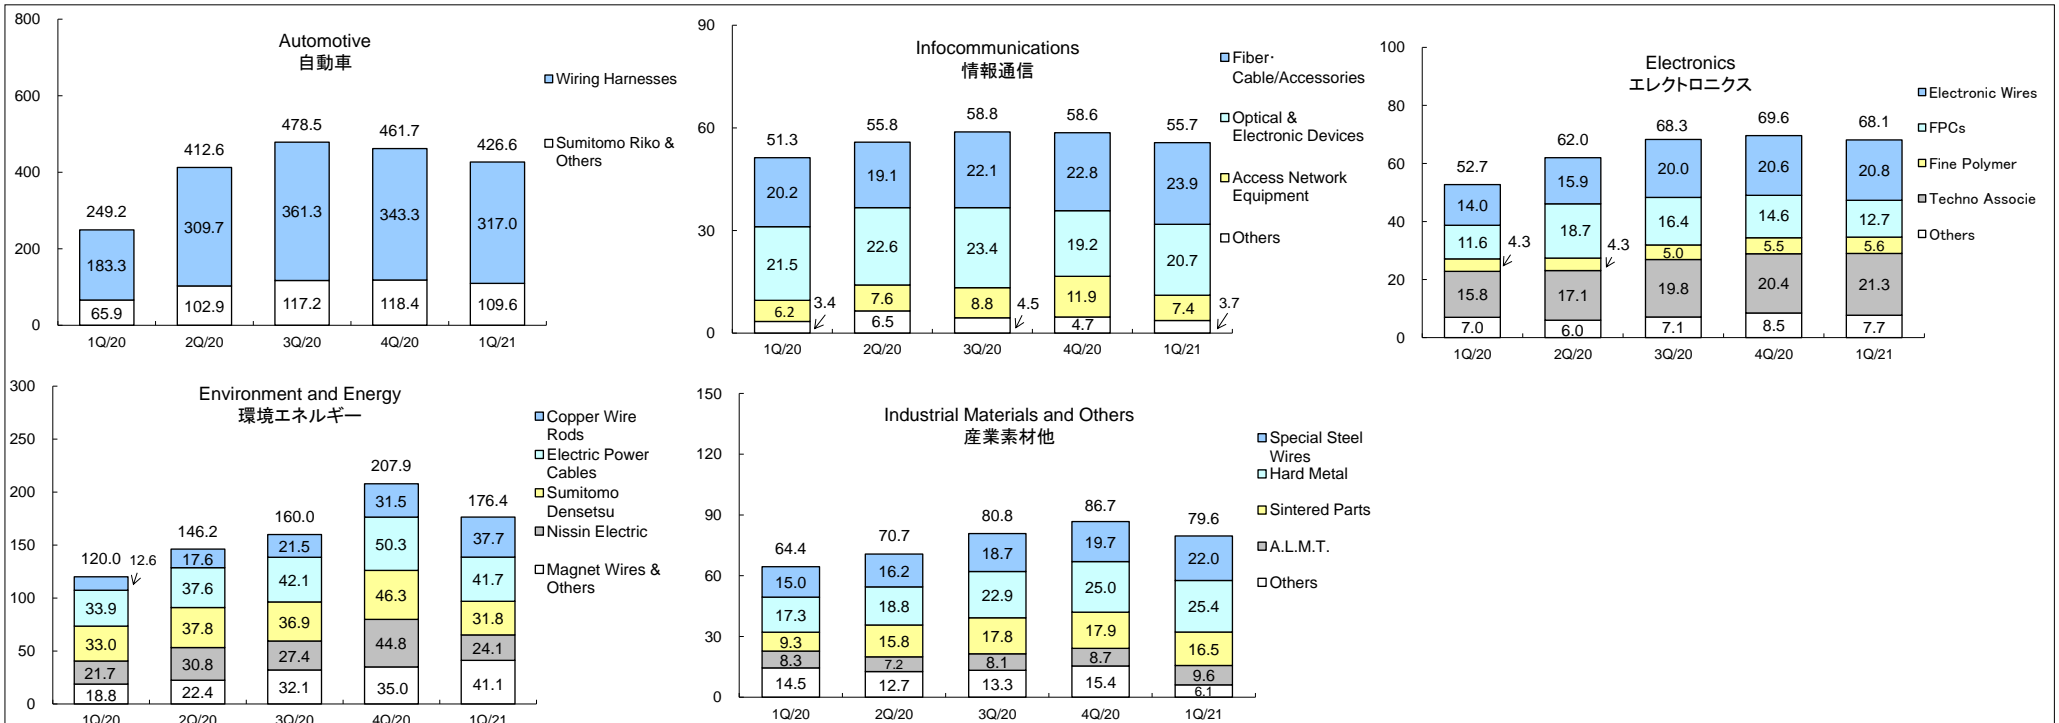 Automotive
自動車
800
600
400
200
0
249.2
412.6
478.5
461.7
426.6
183.3
309.7
361.3
343.3
317.0
65.9
102.9
117.2
118.4
109.6
1Q/20
2Q/20
3Q/20
4Q/20
1Q/21
Wiring Harnesses
Sumitomo Riko &
Others
Infocommunications
情報通信
90
60
30
0
51.3
55.8
58.8
58.6
55.7
20.2
19.1
22.1
22.8
23.9
21.5
22.6
23.4
19.2
20.7
6.2
7.6
8.8
11.9
7.4
3.4
6.5
4.5
4.7
3.7
1Q/20
2Q/20
3Q/20
4Q/20
1Q/21
Fiber･
Cable/Accessories
Optical &
Electronic Devices
Access Network
Equipment
Others
Electronics
エレクトロニクス
100
80
60
40
20
0
52.7
62.0
68.3
69.6
68.1
14.0
15.9
20.0
20.6
20.8
11.6
18.7
16.4
14.6
12.7
4.3
4.3
5.0
5.5
5.6
15.8
17.1
19.8
20.4
21.3
7.0
6.0
7.1
8.5
7.7
1Q/20
2Q/20
3Q/20
4Q/20
1Q/21
Electronic Wires
FPCs
Fine Polymer
Techno Associe
Others
Environment and Energy
環境エネルギー
300
250
200
150
100
50
0
120.0
146.2
160.0
207.9
176.4
12.6
17.6
21.5
31.5
37.7
33.9
37.6
42.1
50.3
41.7
33.0
37.8
36.9
46.3
31.8
21.7
30.8
27.4
44.8
24.1
18.8
22.4
32.1
35.0
41.1
1Q/20
2Q/20
3Q/20
4Q/20
1Q/21
Copper Wire
Rods
Electric Power
Cables
Sumitomo
Densetsu
Nissin Electric
Magnet Wires &
Others
Industrial Materials and Others
産業素材他
150
120
90
60
30
0
64.4
70.7
80.8
86.7
79.6
15.0
16.2
18.7
19.7
22.0
17.3
18.8
22.9
25.0
25.4
9.3
15.8
17.8
17.9
16.5
8.3
7.2
8.1
8.7
9.6
14.5
12.7
13.3
15.4
6.1
1Q/20
2Q/20
3Q/20
4Q/20
1Q/21
Special Steel
Wires
Hard Metal
Sintered Parts
A.L.M.T.
Others